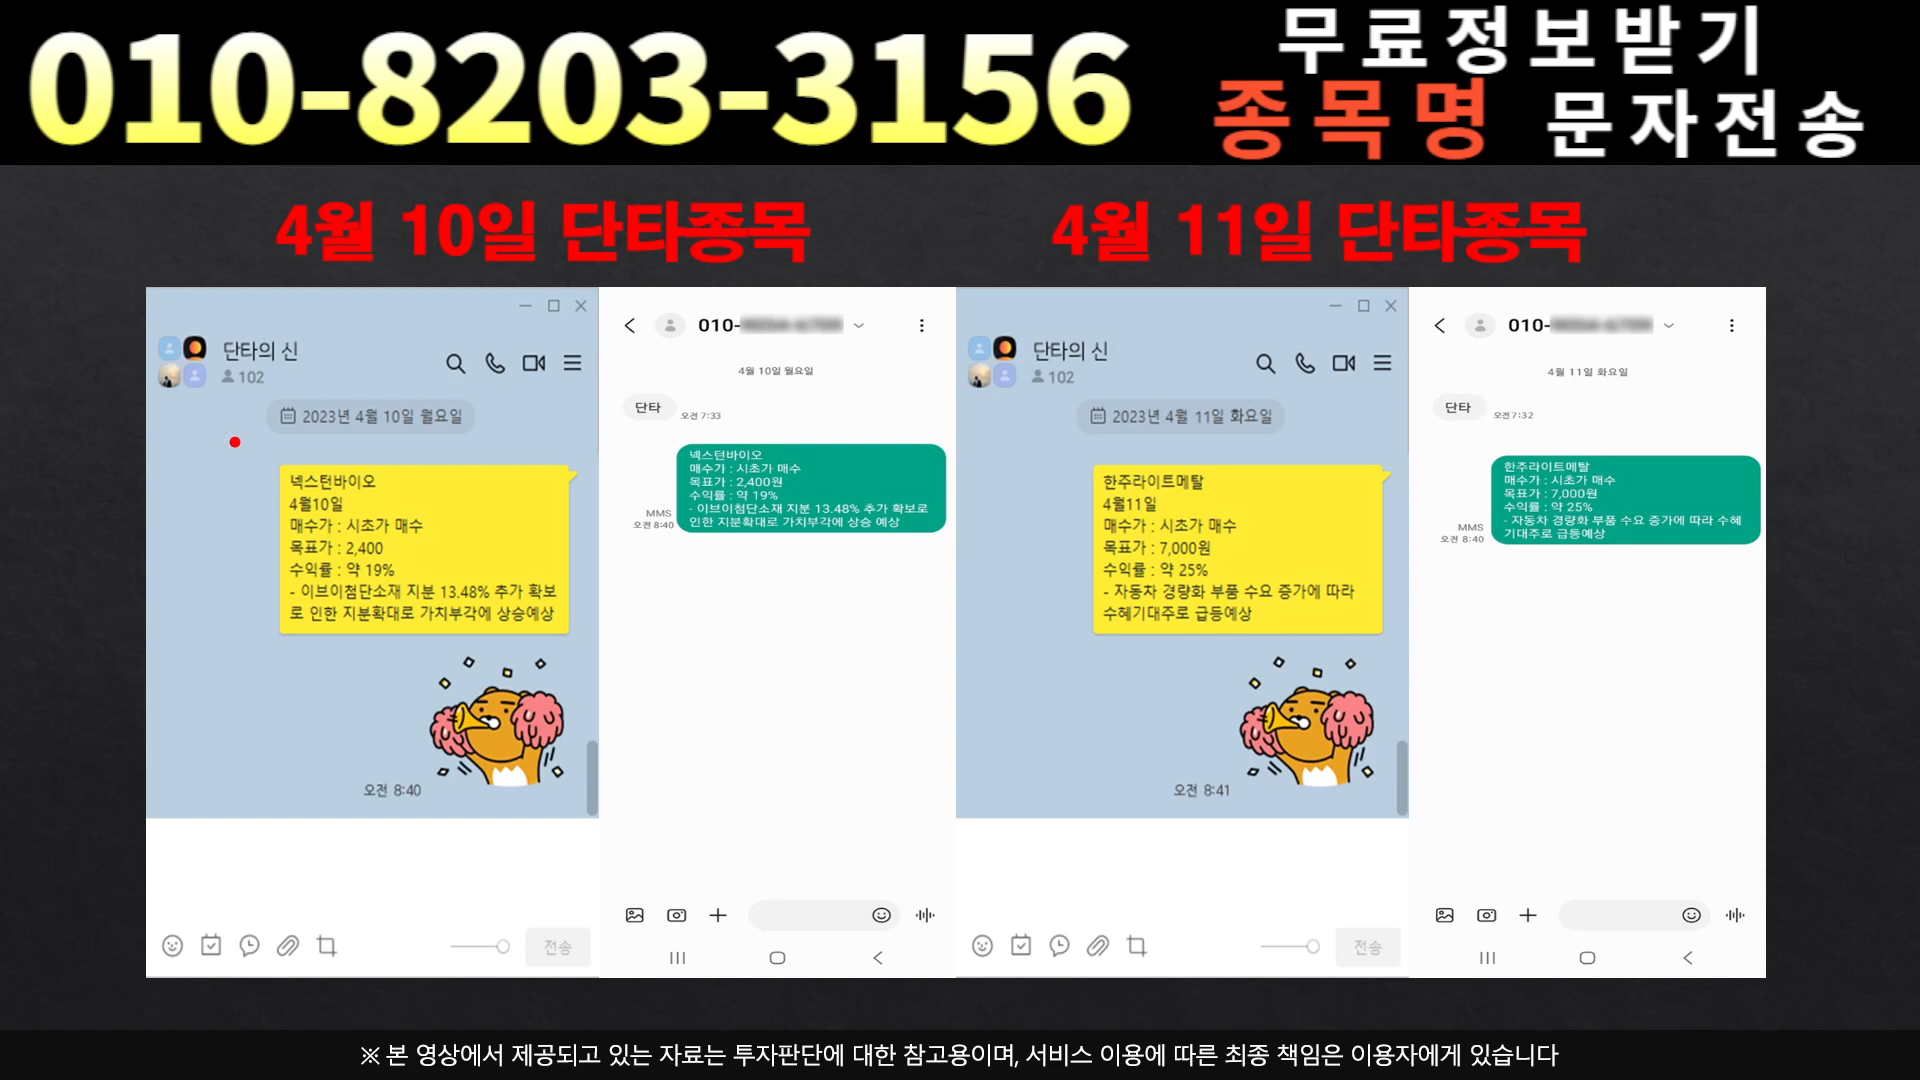 010-8203-3156
무료정보받기
종목명 문자전송
4월 10일 단타종목
4월 11일 단타종목
단타의 신
102
2023년 4월 10일 월요일
넥스턴바이오
4월10일
매수가 : 시초가 매수
목표가 : 2,400
수익률 : 약 19%
- 이브이첨단소재 지분 13.48% 추가 확보
로 인한 지분확대로 가치부각에 상승예상
오전 8:40
전송
010-
4월 10일 월요일
단타
오전 7:33
넥스턴바이오
매수가 : 시초가 매수
목표가 : 2,400원
수익률 : 약 19%
- 이브이첨단소재 지분 13.48% 추가 확보로
인한 지분확대로 가치부각에 상승 예상
MMS
오전 8:40
단타의 신
102
2023년 4월 11일 화요일
한주라이트메탈
4월11일
매수가 : 시초가 매수
목표가 : 7,000원
수익률 : 약 25%
- 자동차 경량화 부품 수요 증가에 따라
수혜기대주로 급등예상
오전 8:41
전송
010-
4월 11일 화요일
단타
오전 7:32
한주라이트메탈
매수가 : 시초가 매수
목표가 : 7,000원
수익률 : 약 25%
- 자동차 경량화 부품 수요 증가에 따라 수혜
기대주로 급등예상
MMS
오전 8:40
※ 본 영상에서 제공되고 있는 자료는 투자판단에 대한 참고용이며, 서비스 이용에 따른 최종 책임은 이용자에게 있습니다